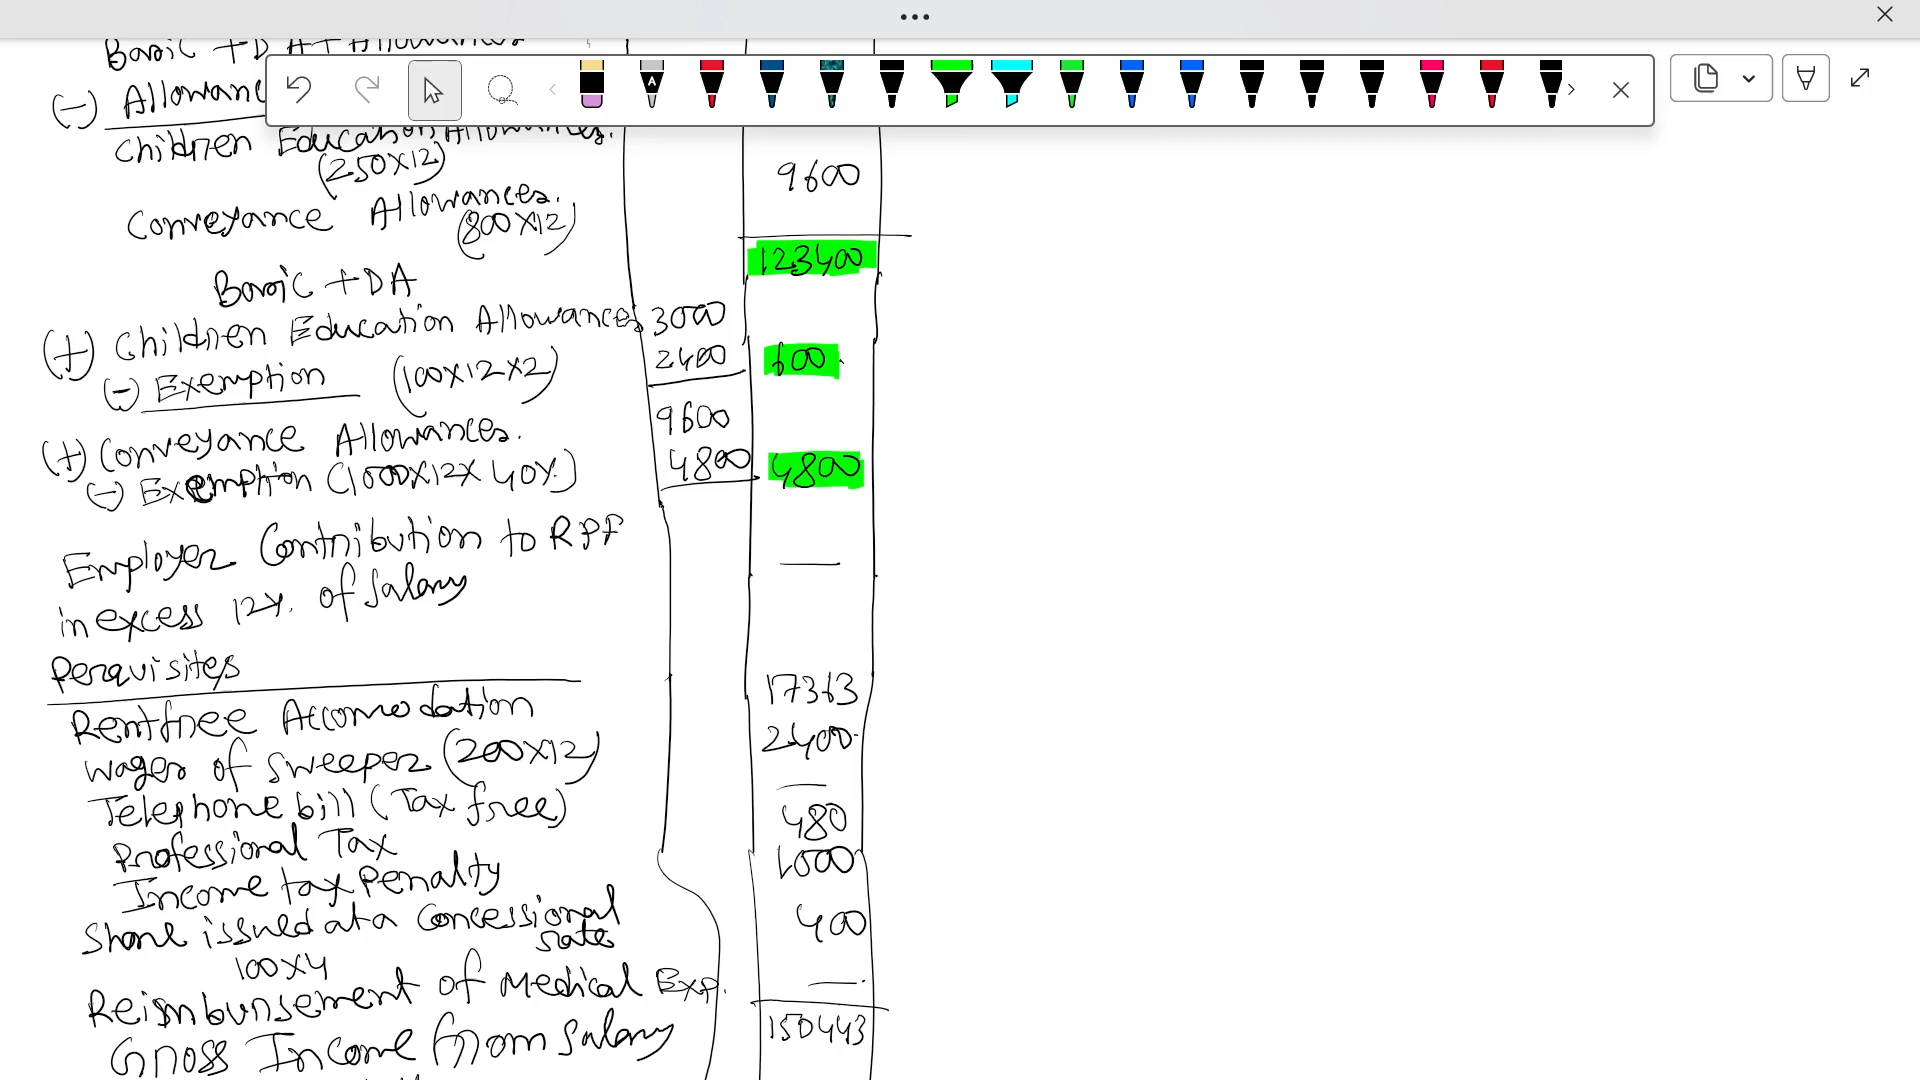 Basic + DA + Allowances
(-) Allowanc
Children Education Allowances.
(250X12)
9600
Conveyance Allowances.
(800X12)
123400
Basic + DA
(+) Children Education Allowances 3000
(-) Exemption (100X12X2) 2400 600
(+) Conveyance Allowances. 9600
(-) Exemption (1000X12X40%) 4800 4800
Employer Contribution to RPF
in excess 12%. of Salary
Perquisites
Rentfree Accomodation 17363
wages of sweeper (200X12) 2400
Telephone bill (Tax free)
Professional Tax 480
Income tax Penalty 1000
Share issued at a Concessional 400
rate
100X4
Reimbursement of Medical Exp.
Gross Income from Salary 150443